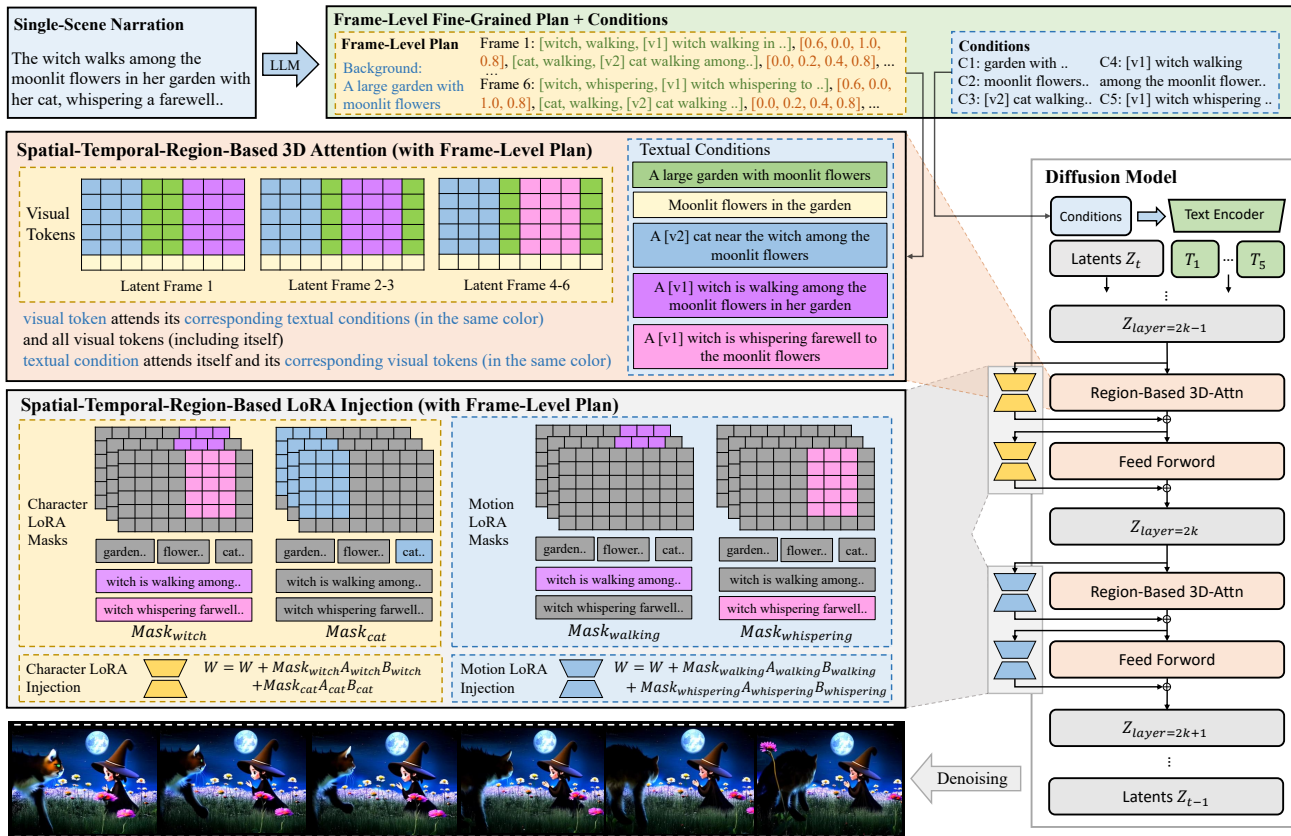 Single-Scene Narration
The witch walks among the
moonlit flowers in her garden with
her cat, whispering a farewell..
LLM
Frame-Level Fine-Grained Plan + Conditions
Frame-Level Plan
Background:
A large garden with
moonlit flowers
Frame 1: [witch, walking, [v1] witch walking in ..], [0.6, 0.0, 1.0,
0.8], [cat, walking, [v2] cat walking among..], [0.0, 0.2, 0.4, 0.8], ...
...
Frame 6: [witch, whispering, [v1] witch whispering to ..], [0.6, 0.0,
1.0, 0.8], [cat, walking, [v2] cat walking ..], [0.0, 0.2, 0.4, 0.8], ...
Conditions
C1: garden with ..
C2: moonlit flowers..
C3: [v2] cat walking..
C4: [v1] witch walking
among the moonlit flower..
C5: [v1] witch whispering ..
Spatial-Temporal-Region-Based 3D Attention (with Frame-Level Plan)
Visual
Tokens
Latent Frame 1
Latent Frame 2-3
Latent Frame 4-6
visual token attends its corresponding textual conditions (in the same color)
and all visual tokens (including itself)
textual condition attends itself and its corresponding visual tokens (in the same color)
Textual Conditions
A large garden with moonlit flowers
Moonlit flowers in the garden
A [v2] cat near the witch among the
moonlit flowers
A [v1] witch is walking among the
moonlit flowers in her garden
A [v1] witch is whispering farewell to
to the moonlit flowers
Spatial-Temporal-Region-Based LoRA Injection (with Frame-Level Plan)
Character
LoRA
Masks
garden.. flower.. cat..
witch is walking among..
witch whispering farwell..
Mask_witch
garden.. flower.. cat..
witch is walking among..
witch whispering farwell..
Mask_cat
Motion
LoRA
Masks
garden.. flower.. cat..
witch is walking among..
witch whispering farwell..
Mask_walking
garden.. flower.. cat..
witch is walking among..
witch whispering farwell..
Mask_whispering
Character LoRA
Injection
W = W + Mask_witch A_witch B_witch
+Mask_cat A_cat B_cat
Motion LoRA
Injection
W = W + Mask_walking A_walking B_walking
+ Mask_whispering A_whispering B_whispering
Diffusion Model
Conditions
Text Encoder
Latents Z_t
T_1
...
T_5
...
Z_layer=2k−1
Region-Based 3D-Attn
Feed Forward
Z_layer=2k
Region-Based 3D-Attn
Feed Forward
Z_layer=2k+1
...
Latents Z_t−1
Denoising